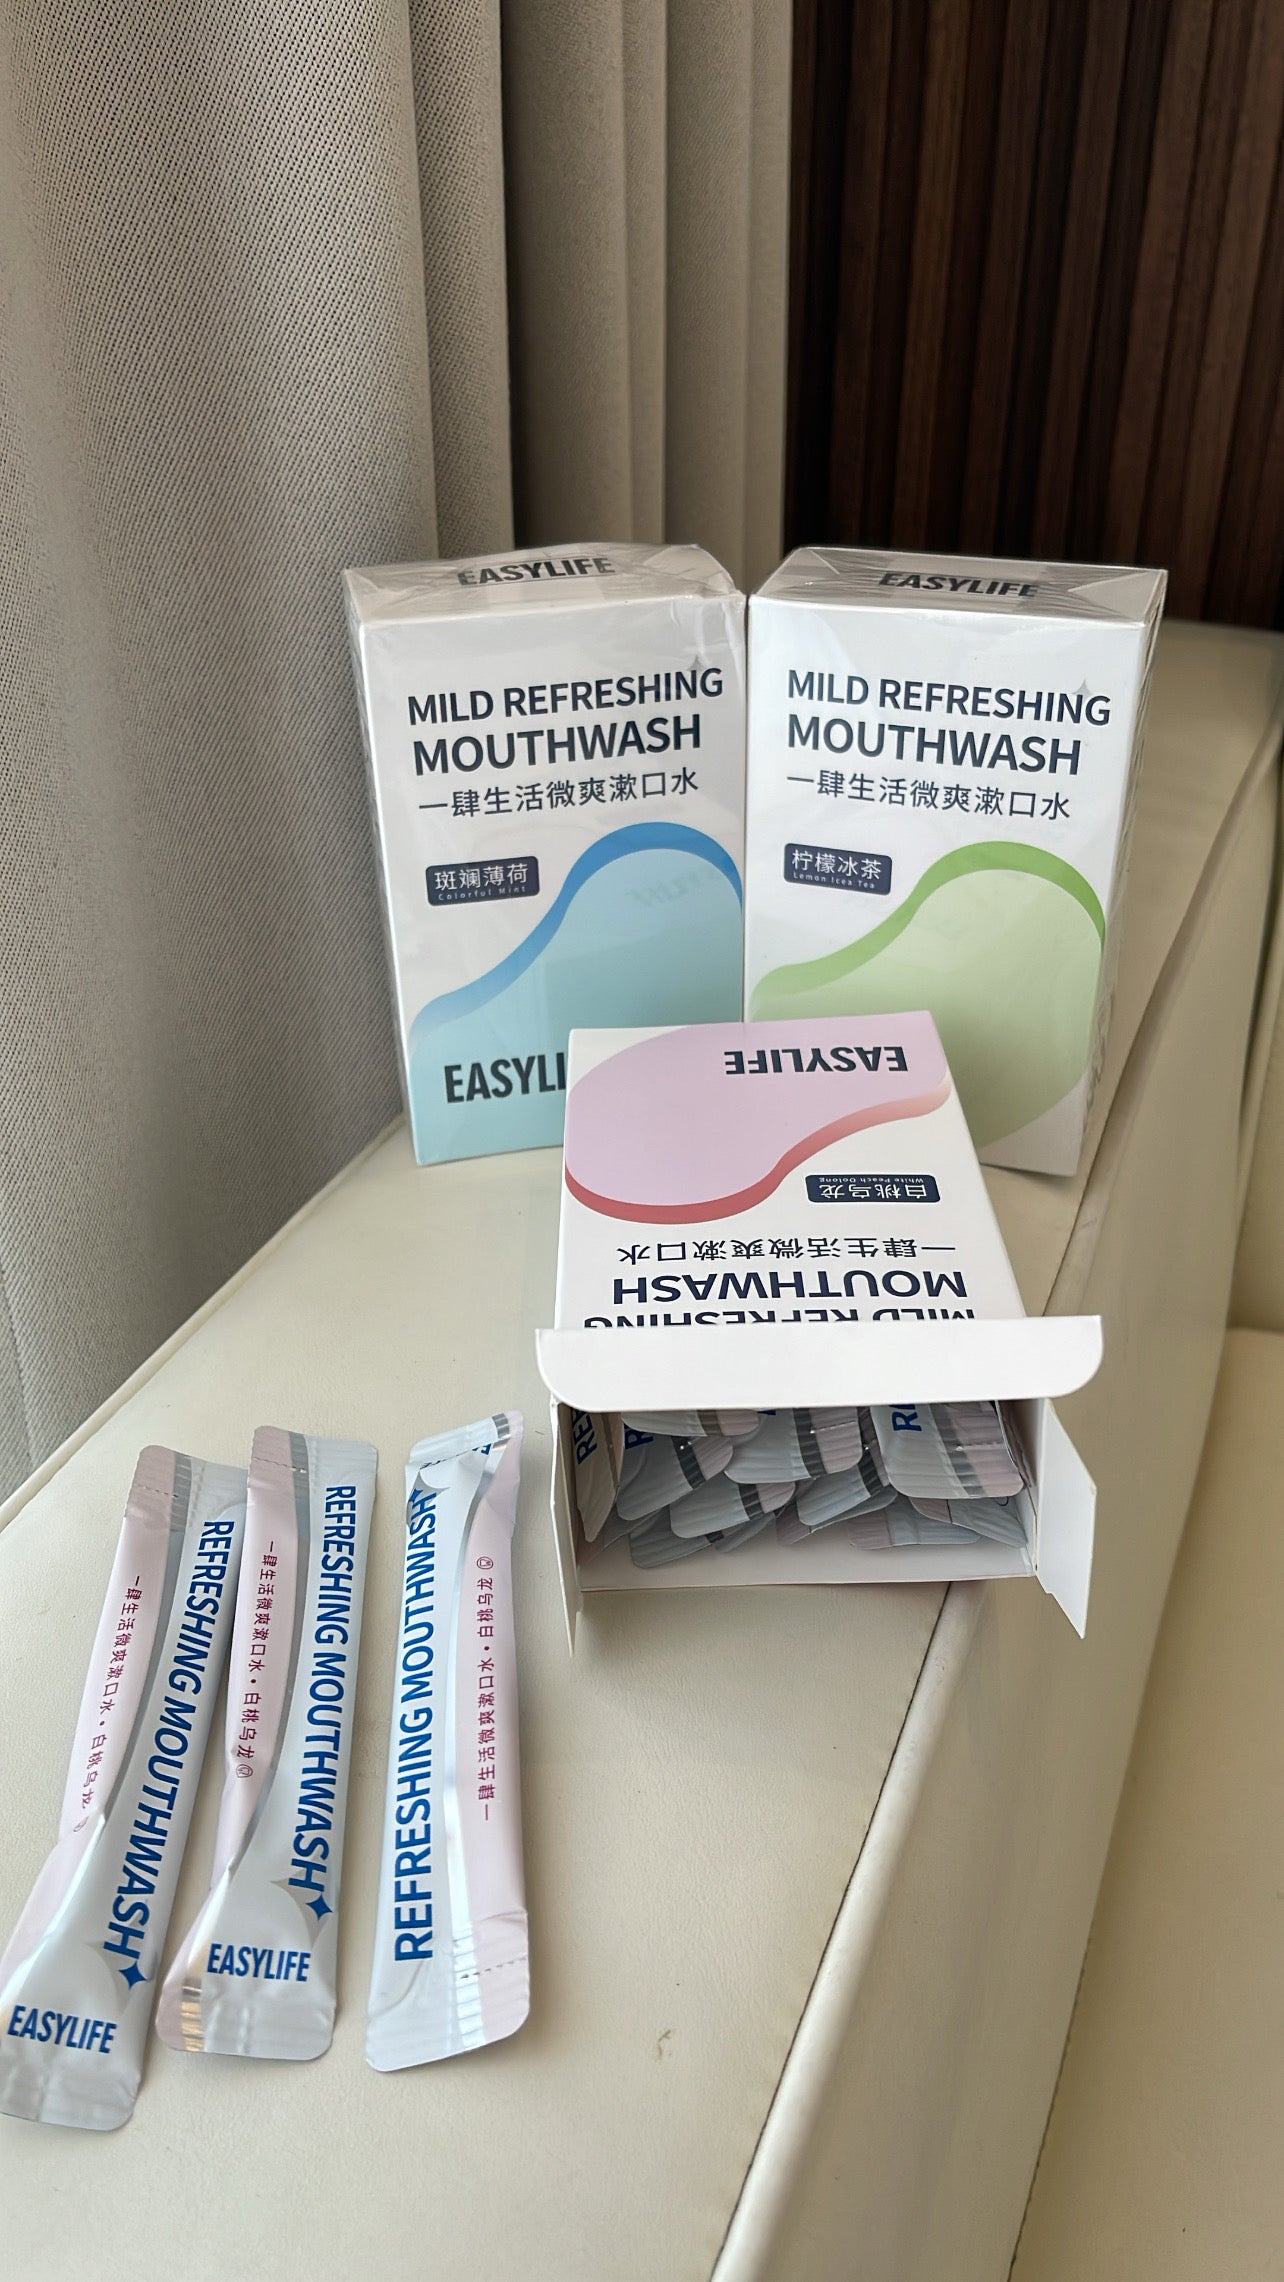 EASYLIFE
MILD REFRESHING
MOUTHWASH
一肆生活微爽漱口水
斑斓薄荷
Colorful Mint
EASYLI
EASYLIFE
MILD REFRESHING
MOUTHWASH
一肆生活微爽漱口水
柠檬冰茶
Lemon Icea Tea
EASYLIFE
白桃乌龙
White Peach Oolong
一肆生活微爽漱口水
MOUTHWASH
MILD REFRESHING
一肆生活微爽漱口水·白桃乌龙
REFRESHING MOUTHWASH
EASYLIFE
一肆生活微爽漱口水·白桃乌龙
REFRESHING MOUTHWASH
EASYLIFE
REFRESHING MOUTHWASH
一肆生活微爽漱口水·白桃乌龙